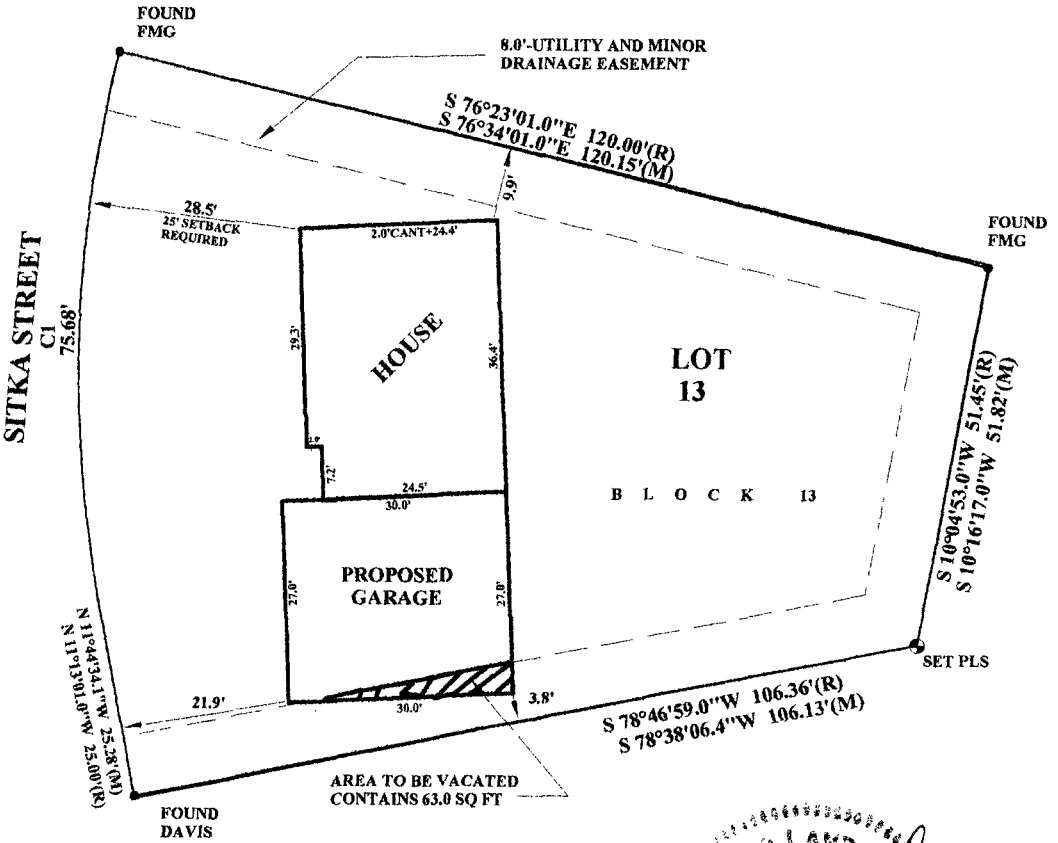 FOUND
FMG
8.0'-UTILITY AND MINOR
DRAINAGE EASEMENT
S 76°23'01.0"E 120.00'(R)
S 76°34'01.0"E 120.15'(M)
9.9'
28.5'
25' SETBACK
REQUIRED
2.0'CANT+24.4'
FOUND
FMG
SITKA STREET
C1
75.68'
29.3'
HOUSE
36.4'
LOT
13
S 10°04'53.0"W 51.45'(R)
S 10°16'17.0"W 51.82'(M)
7.2'
24.5'
30.0'
BLOCK 13
PROPOSED
GARAGE
27.0'
27.0'
N 11°44'34.1"W 25.28'(M)
N 11°13'01.0"W 25.00'(R)
SET PLS
21.9'
30.0'
3.8'
S 78°46'59.0"W 106.36'(R)
S 78°38'06.4"W 106.13'(M)
AREA TO BE VACATED
CONTAINS 63.0 SQ FT
FOUND
DAVIS
LAND